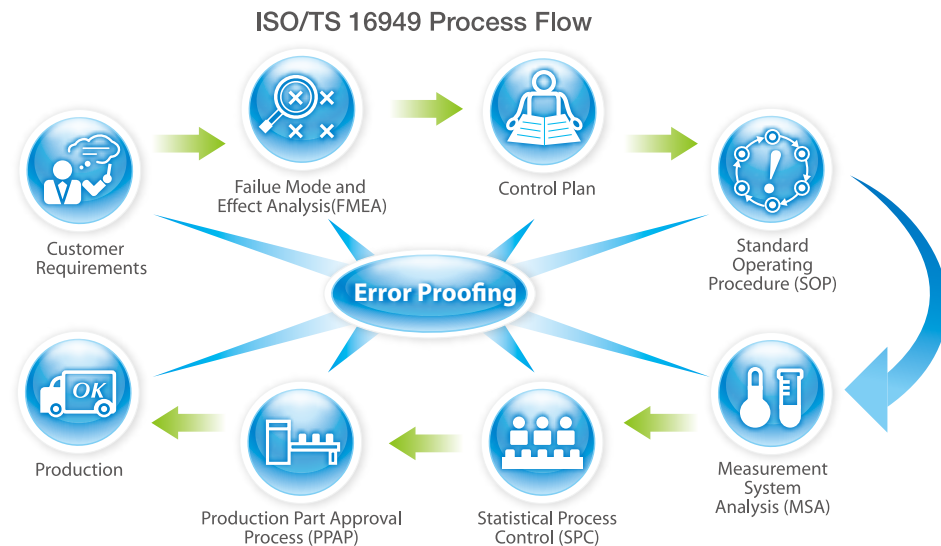 ISO/TS 16949 Process Flow
Customer
Requirements
Failue Mode and
Effect Analysis(FMEA)
Control Plan
Standard
Operating
Procedure (SOP)
Error Proofing
OK
Production
Production Part Approval
Process (PPAP)
Statistical Process
Control (SPC)
Measurement
System
Analysis (MSA)